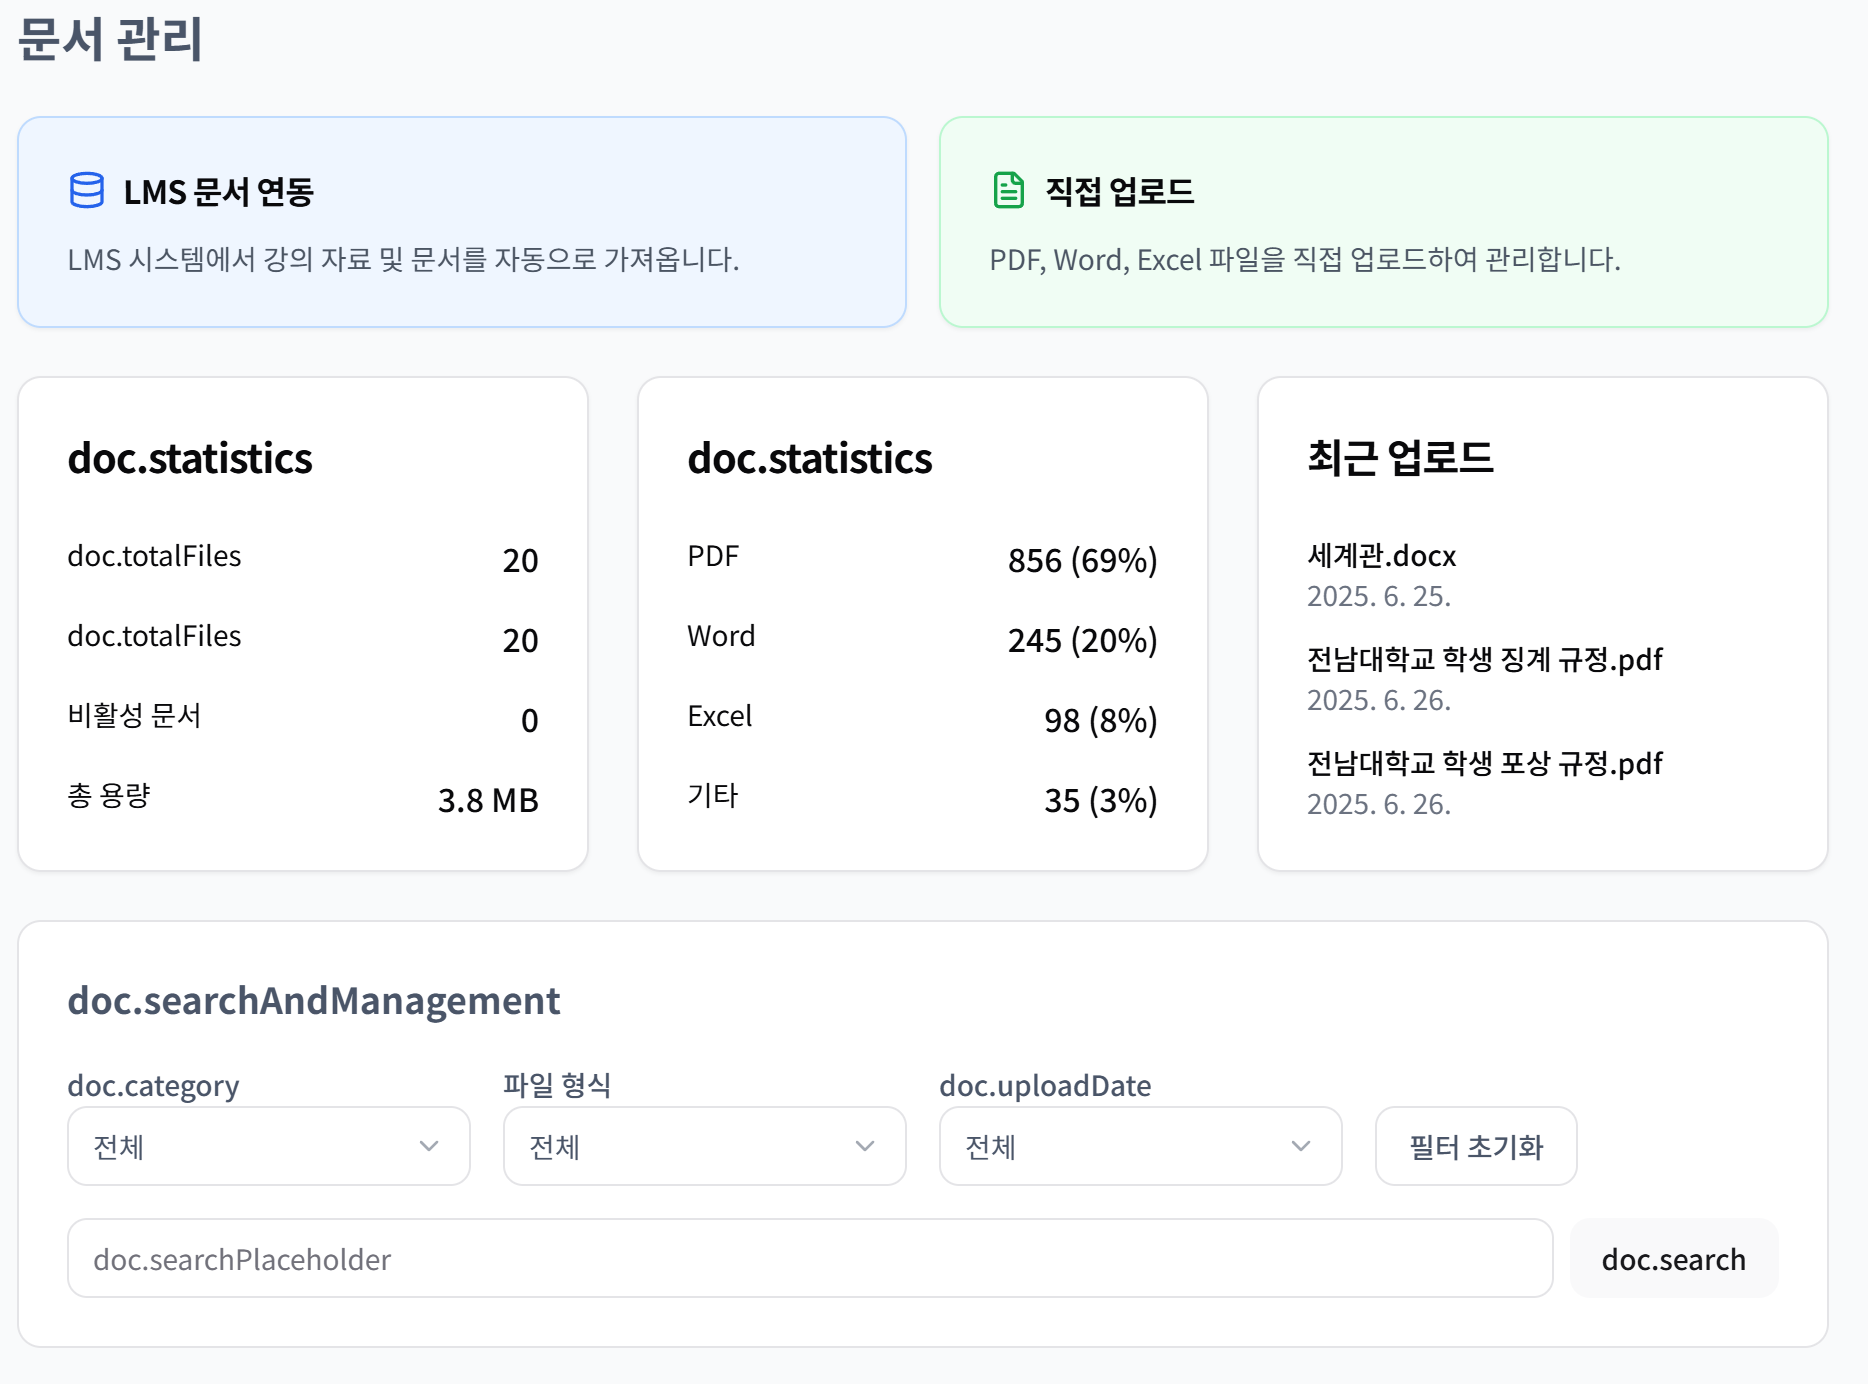 문서 관리
LMS 문서 연동
LMS 시스템에서 강의 자료 및 문서를 자동으로 가져옵니다.
직접 업로드
PDF, Word, Excel 파일을 직접 업로드하여 관리합니다.
doc.statistics
doc.totalFiles 20
doc.totalFiles 20
비활성 문서 0
총 용량 3.8 MB
doc.statistics
PDF 856 (69%)
Word 245 (20%)
Excel 98 (8%)
기타 35 (3%)
최근 업로드
세계관.docx
2025. 6. 25.
전남대학교 학생 징계 규정.pdf
2025. 6. 26.
전남대학교 학생 포상 규정.pdf
2025. 6. 26.
doc.searchAndManagement
doc.category 파일 형식 doc.uploadDate
전체 전체 전체 필터 초기화
doc.searchPlaceholder doc.search